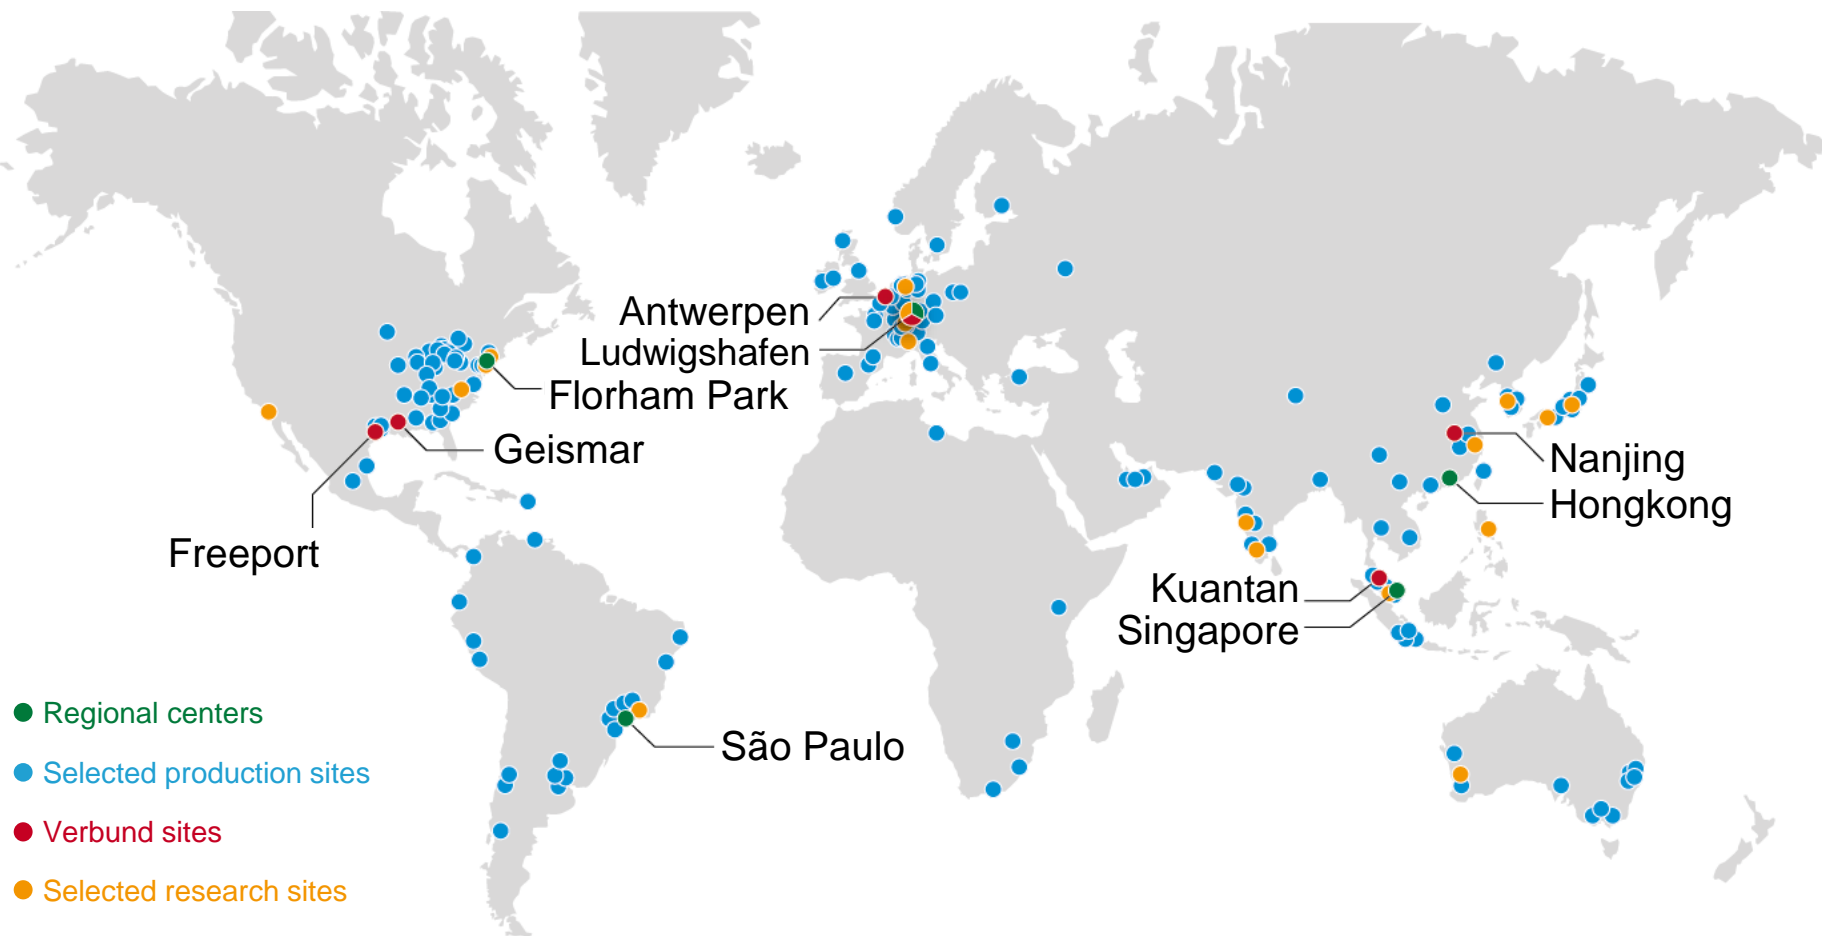 Antwerpen
Ludwigshafen
Florham Park
Geismar
Freeport
Nanjing
Hongkong
Kuantan
Singapore
São Paulo
Regional centers
Selected production sites
Verbund sites
Selected research sites